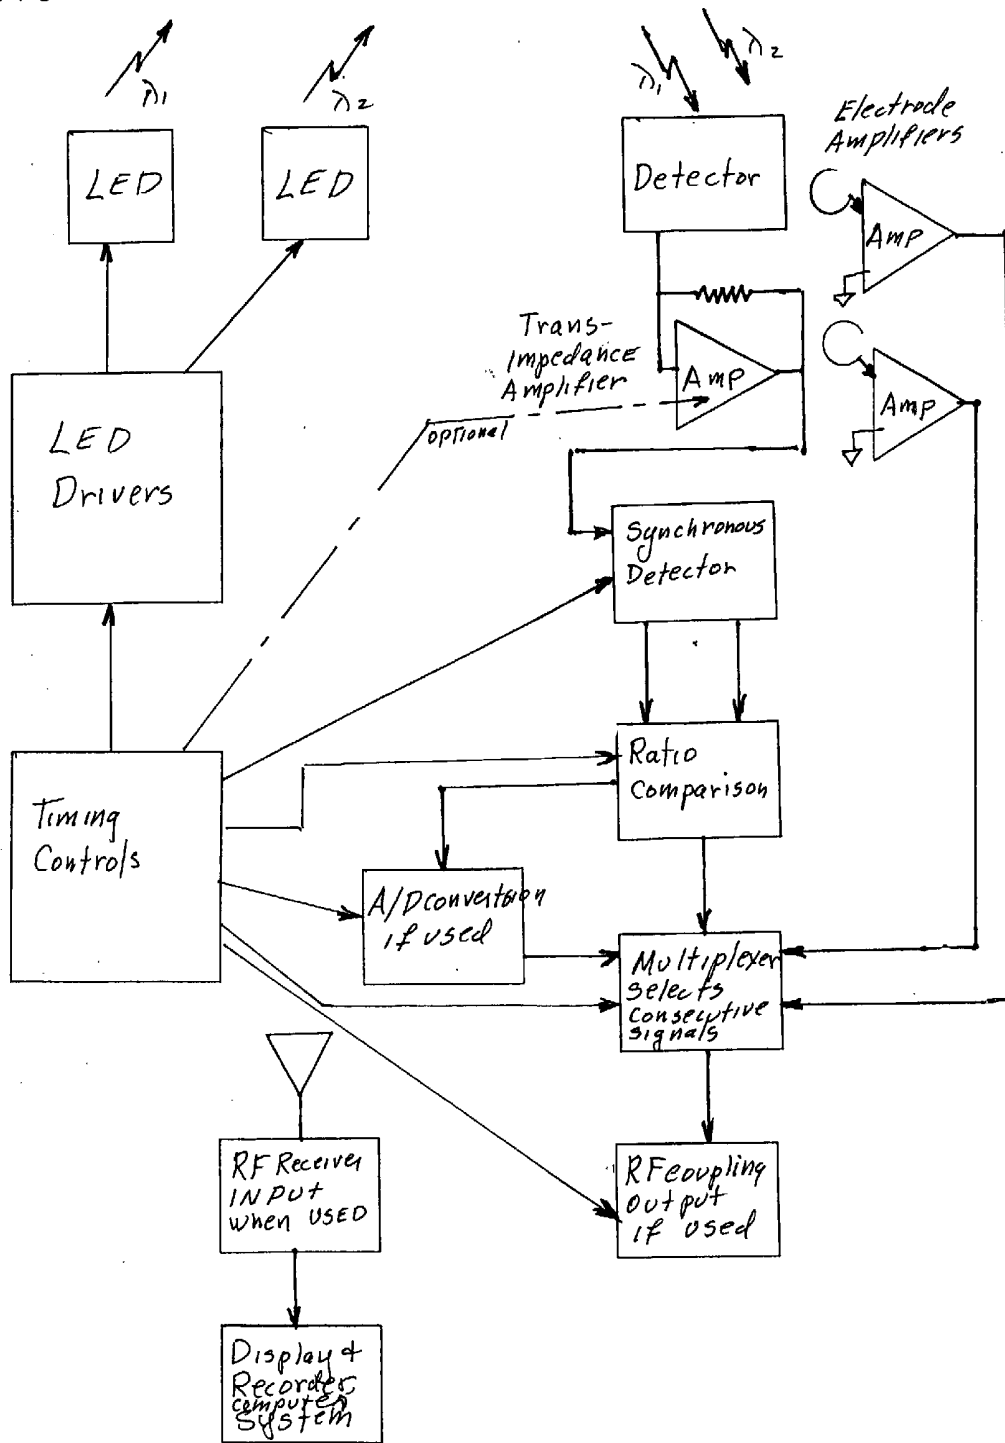 λ1
λ2
λ1
λ2
Electrode
Amplifiers
LED
LED
Detector
Amp
Trans-
Impedance
Amplifier
Amp
Amp
optional
LED
Drivers
Synchronous
Detector
Ratio
Comparison
Timing
Controls
A/D conversion
if used
Multiplexer
Selects
Consecutive
signals
RF Receiver
INPUT
when USED
RF coupling
Output
if used
Display &
Recorder,
computer
System